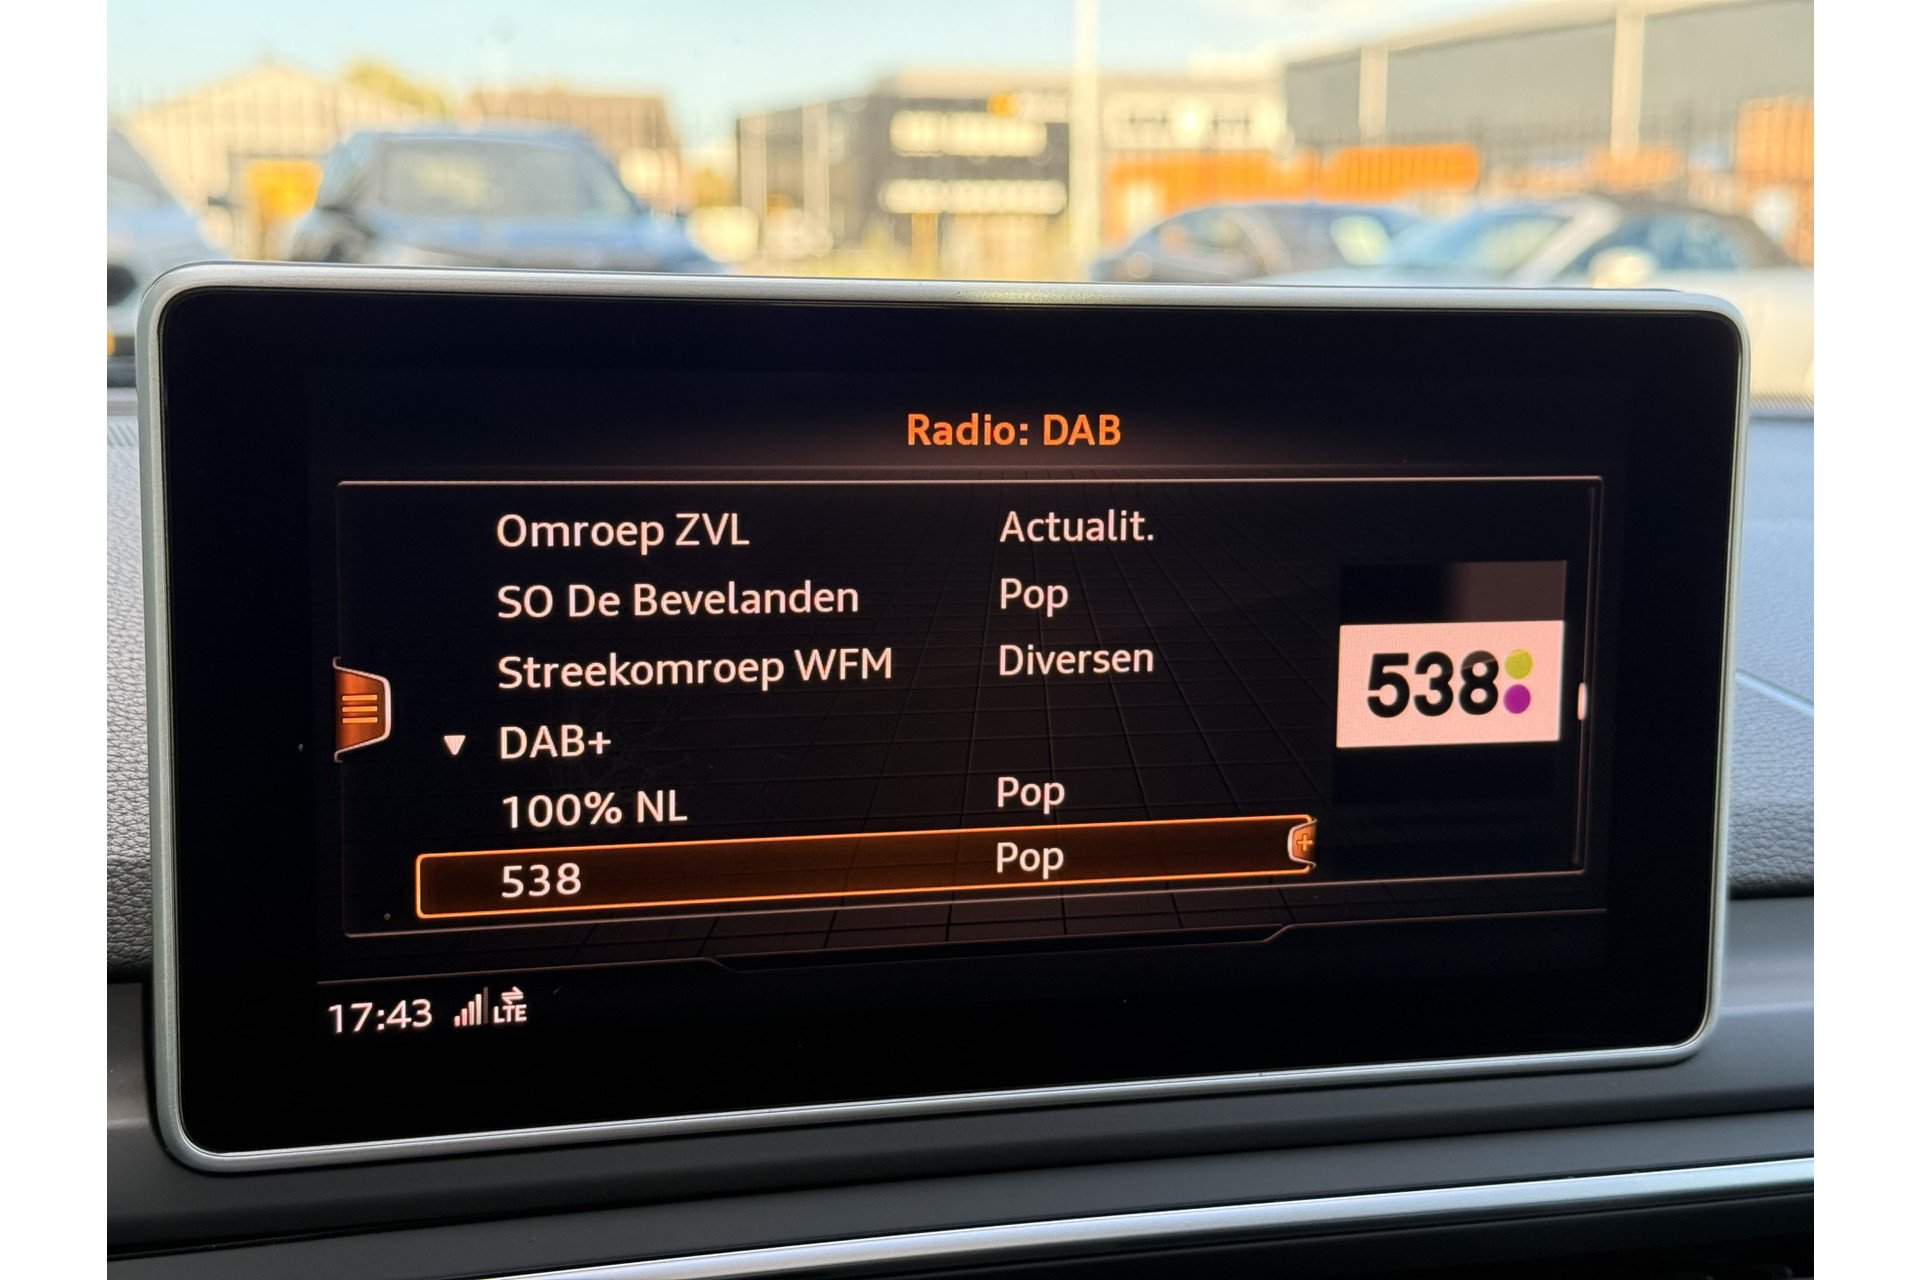 Radio: DAB
Omroep ZVL Actualit.
SO De Bevelanden Pop
Streekomroep WFM Diversen
538
DAB+
100% NL Pop
538 Pop
17:43 LTE